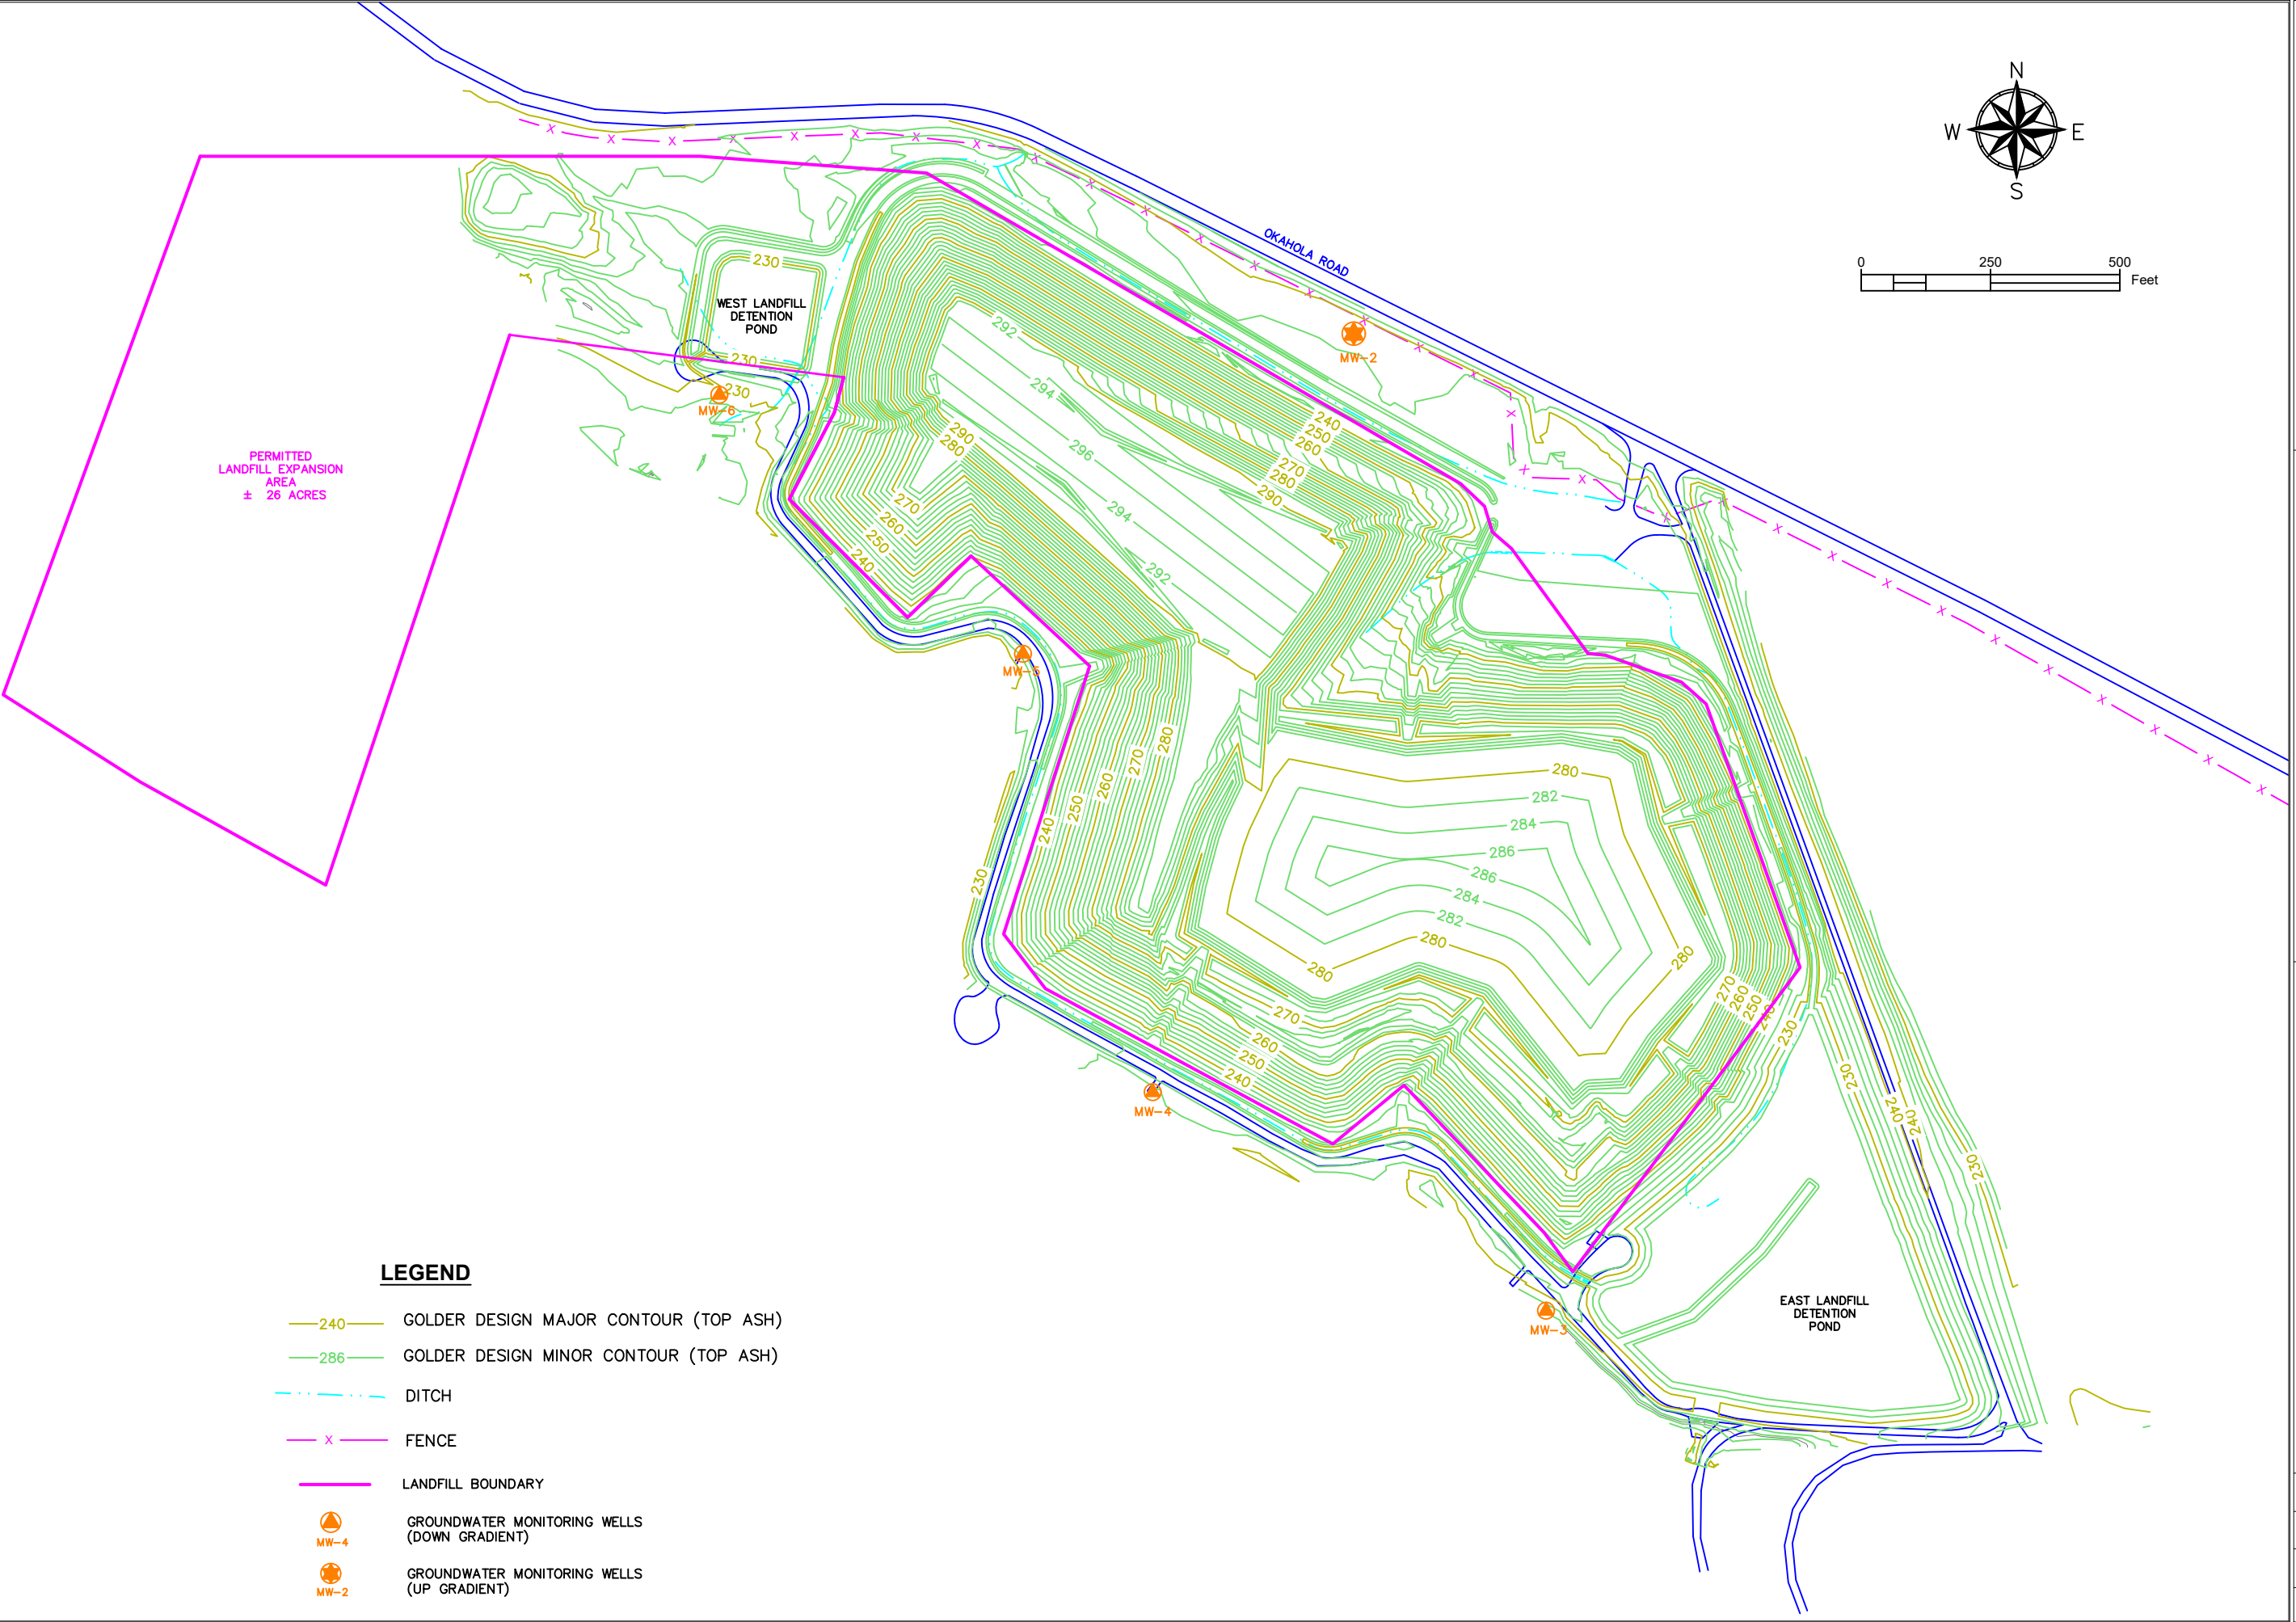 N
W
E
S
0 250 500
Feet
OKAHOLA ROAD
230
WEST LANDFILL
DETENTION
POND
230
230
MW-6
MW-2
292
294
296
294
292
290
280
270
260
250
240
240
250
260
270
280
290
PERMITTED
LANDFILL EXPANSION
AREA
± 26 ACRES
MW-5
280
270
260
250
240
230
280
282
284
286
286
284
282
280
280
280
270
260
250
240
270
260
250
240
230
230
240
240
230
MW-4
MW-3
EAST LANDFILL
DETENTION
POND
LEGEND
240 GOLDER DESIGN MAJOR CONTOUR (TOP ASH)
286 GOLDER DESIGN MINOR CONTOUR (TOP ASH)
DITCH
X FENCE
LANDFILL BOUNDARY
GROUNDWATER MONITORING WELLS
(DOWN GRADIENT)
MW-4
GROUNDWATER MONITORING WELLS
(UP GRADIENT)
MW-2